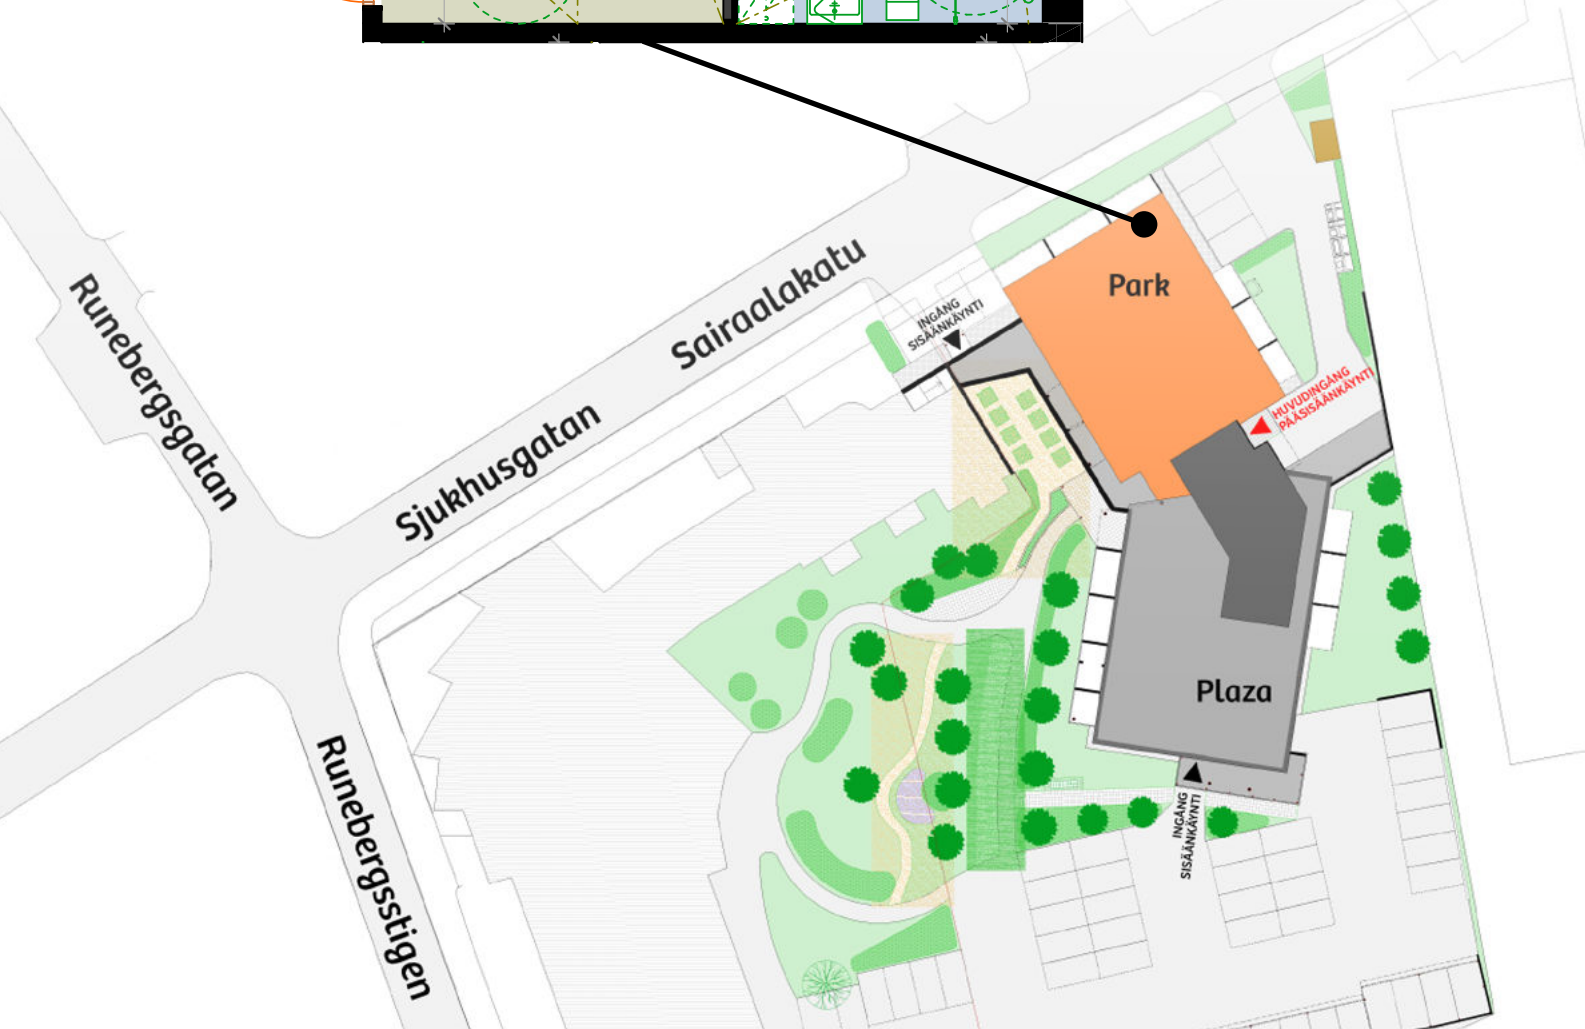 Park
Sairaalakatu
INGÅNG
SISÄÄNKÄYNTI
Runebergsgatan
HUVUDINGÅNG
PÄÄSISÄÄNKÄYNTI
Sjukhusgatan
Plaza
Runebergsstigen
INGÅNG
SISÄÄNKÄYNTI